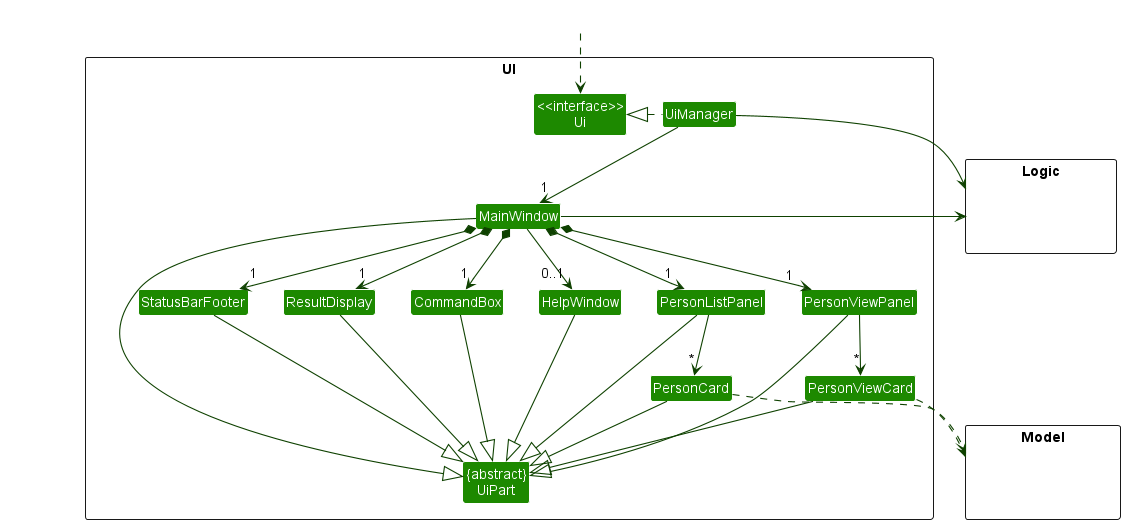 UI
<<interface>>
Ui
UiManager
Logic
1
MainWindow
1
1
1
0..1
1
1
StatusBarFooter
ResultDisplay
CommandBox
HelpWindow
PersonListPanel
PersonViewPanel
*
*
PersonCard
PersonViewCard
Model
{abstract}
UiPart